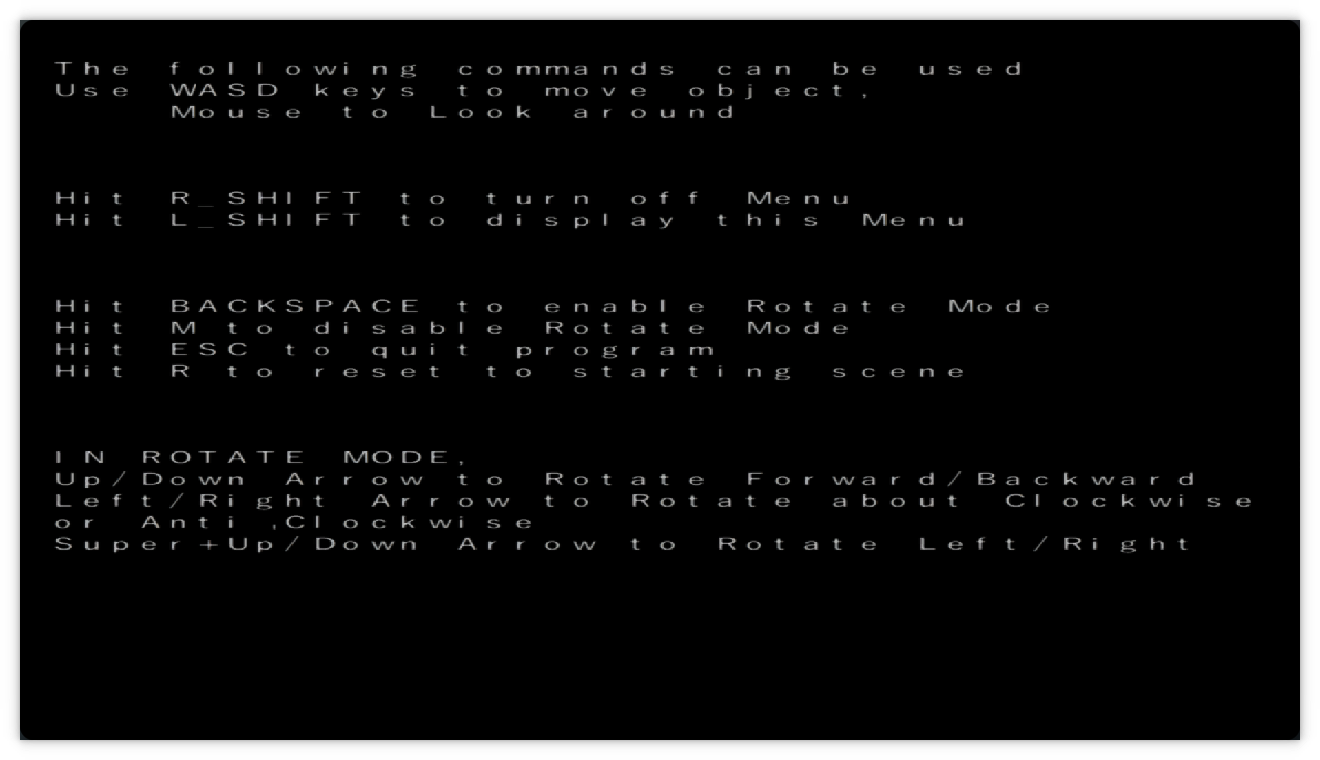 The following commands can be used
Use WASD keys to move object,
Mouse to Look around
Hit R_SHIFT to turn off Menu
Hit L_SHIFT to display this Menu
Hit BACKSPACE to enable Rotate Mode
Hit M to disable Rotate Mode
Hit ESC to quit program
Hit R to reset to starting scene
IN ROTATE MODE,
Up/Down Arrow to Rotate Forward/Backward
Left/Right Arrow to Rotate about Clockwise
or Anti ,Clockwise
Super+Up/Down Arrow to Rotate Left/Right